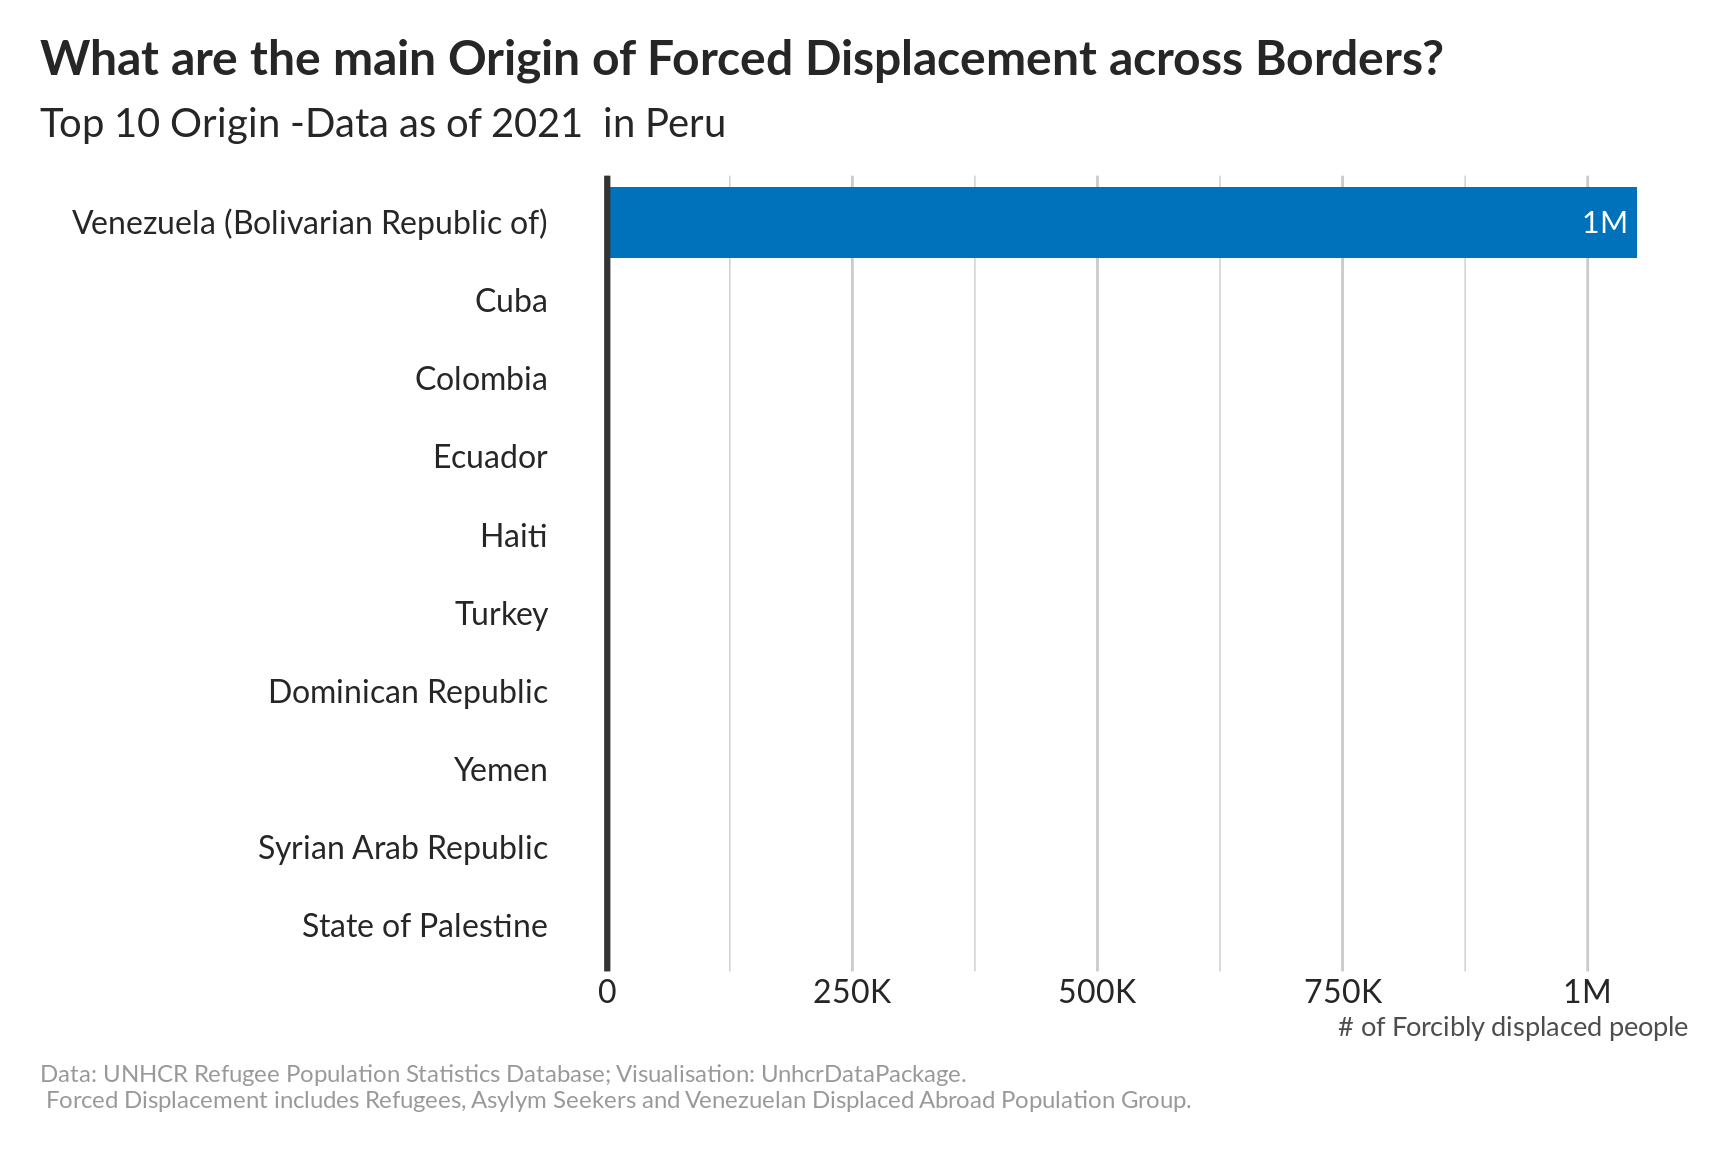 What are the main Origin of Forced Displacement across Borders?
Top 10 Origin -Data as of 2021  in Peru
Venezuela (Bolivarian Republic of)
1M
Cuba
Colombia
Ecuador
Haiti
Turkey
Dominican Republic
Yemen
Syrian Arab Republic
State of Palestine
0 250K 500K 750K 1M
# of Forcibly displaced people
Data: UNHCR Refugee Population Statistics Database; Visualisation: UnhcrDataPackage.
Forced Displacement includes Refugees, Asylym Seekers and Venezuelan Displaced Abroad Population Group.